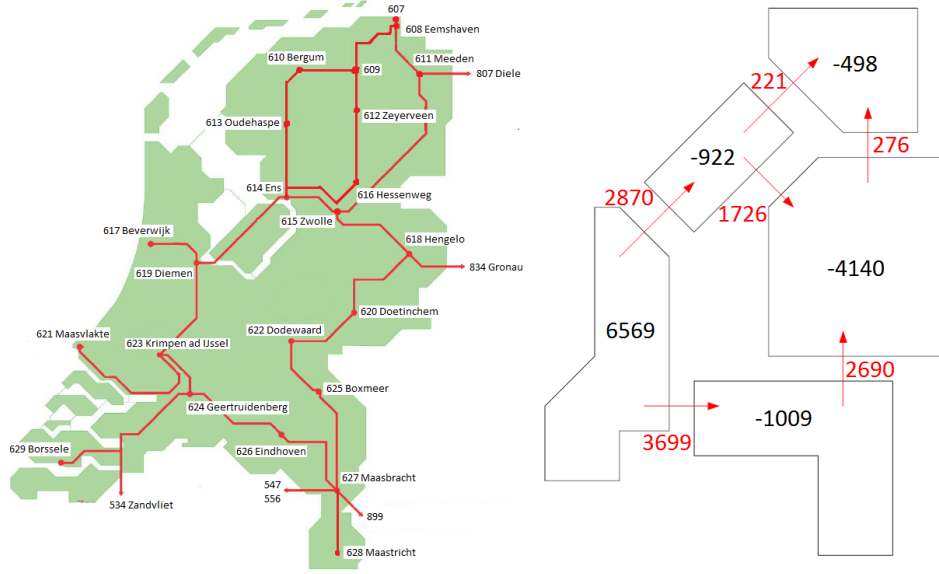 607
608 Eemshaven
610 Bergum
611 Meeden
609
807 Diele
612 Zeyerveen
613 Oudehaspe
614 Ens
616 Hessenweg
615 Zwolle
617 Beverwijk
618 Hengelo
619 Diemen
834 Gronau
620 Doetinchem
621 Maasvlakte
622 Dodewaard
623 Krimpen ad IJssel
625 Boxmeer
624 Geertruidenberg
629 Borssele
626 Eindhoven
627 Maasbracht
547
556
534 Zandvliet
899
628 Maastricht
-498
221
276
-922
2870
1726
-4140
6569
2690
-1009
3699